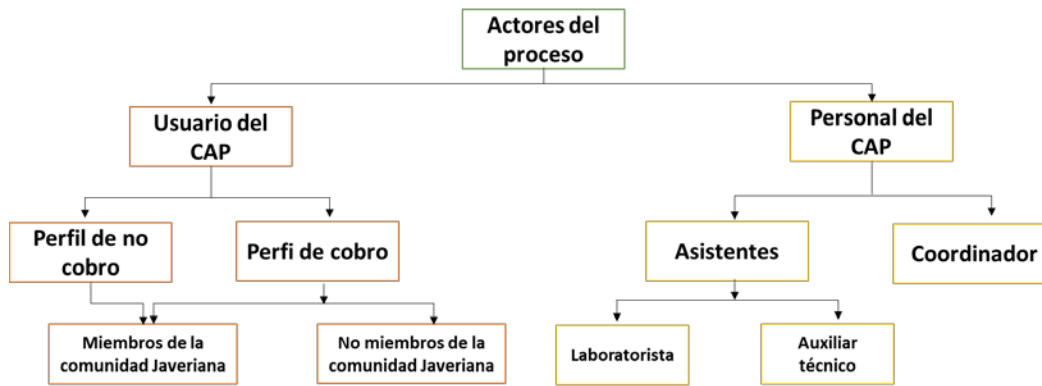 Actores del
proceso
Usuario del
CAP
Personal del
CAP
Perfil de no
cobro
Perfi de cobro
Asistentes
Coordinador
Miembros de la
comunidad Javeriana
No miembros de la
comunidad Javeriana
Laboratorista
Auxiliar
técnico